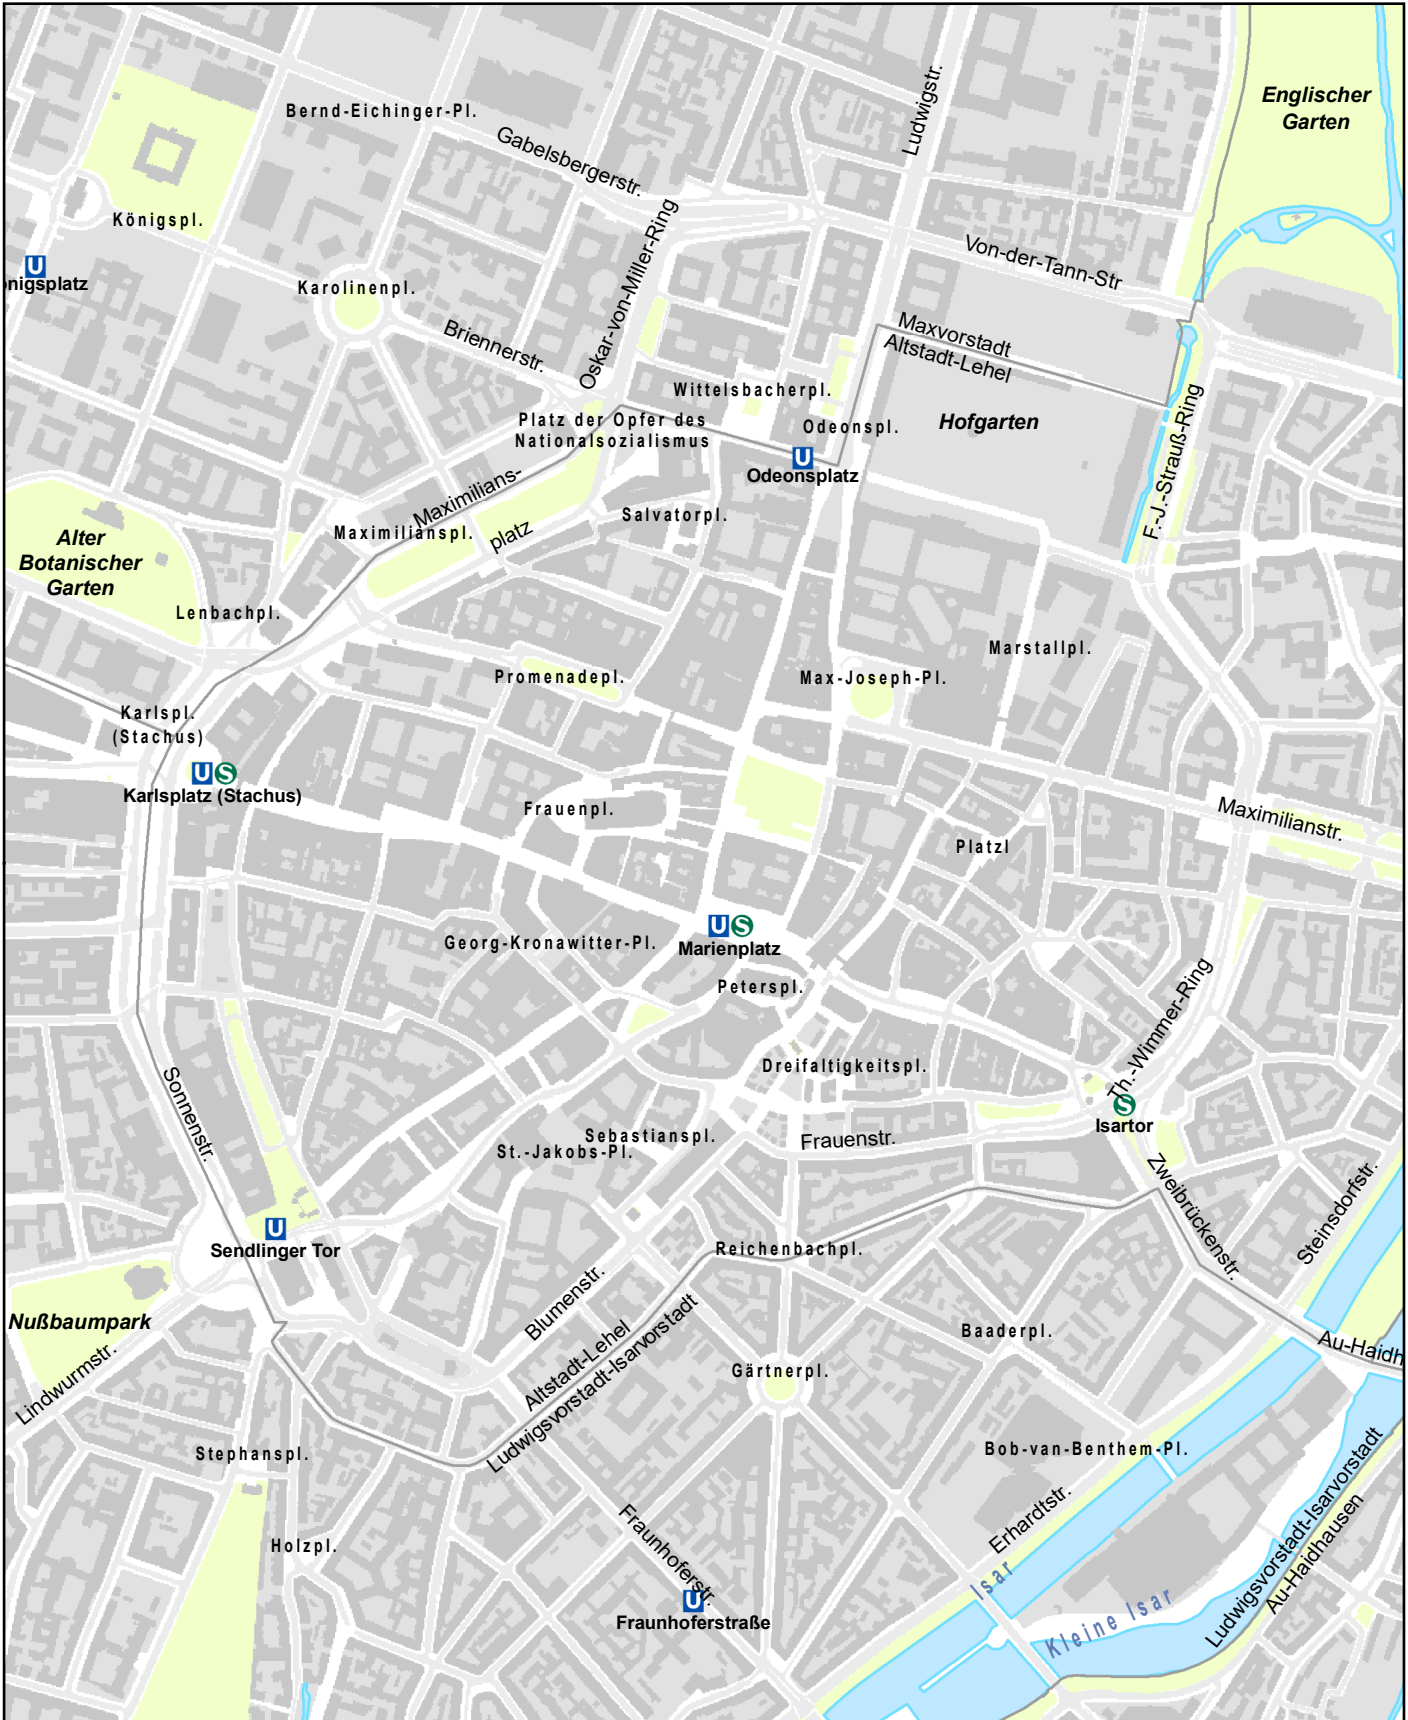 Englischer
Garten
Ludwigstr.
Bernd-Eichinger-Pl.
Gabelsbergerstr.
Königspl.
Oskar-von-Miller-Ring
Von-der-Tann-Str
U
nigsplatz
Karolinenpl.
Briennerstr.
Maxvorstadt
Altstadt-Lehel
Wittelsbacherpl.
Platz der Opfer des
Nationalsozialismus
Odeonspl.
Hofgarten
F.-J.-Strauß-Ring
U
Odeonsplatz
Maximilians-
platz
Salvatorpl.
Maximilianspl.
Alter
Botanischer
Garten
Lenbachpl.
Marstallpl.
Promenadepl.
Max-Joseph-Pl.
Karlspl.
(Stachus)
U S
Karlsplatz (Stachus)
Frauenpl.
Maximilianstr.
Platzl
U S
Marienplatz
Georg-Kronawitter-Pl.
Peterspl.
Th.-Wimmer-Ring
Dreifaltigkeitspl.
S
Isartor
Sonnenstr.
Sebastianspl.
St.-Jakobs-Pl.
Frauenstr.
Zweibrückenstr.
Steinsdorfstr.
U
Sendlinger Tor
Reichenbachpl.
Blumenstr.
Nußbaumpark
Lindwurmstr.
Altstadt-Lehel
Ludwigsvorstadt-Isarvorstadt
Baaderpl.
Au-Haidh
Gärtnerpl.
Stephanspl.
Bob-van-Benthem-Pl.
Erhardtstr.
Holzpl.
Fraunhoferstr.
U
Fraunhoferstraße
Isar
Kleine Isar
Ludwigsvorstadt-Isarvorstadt
Au-Haidhausen